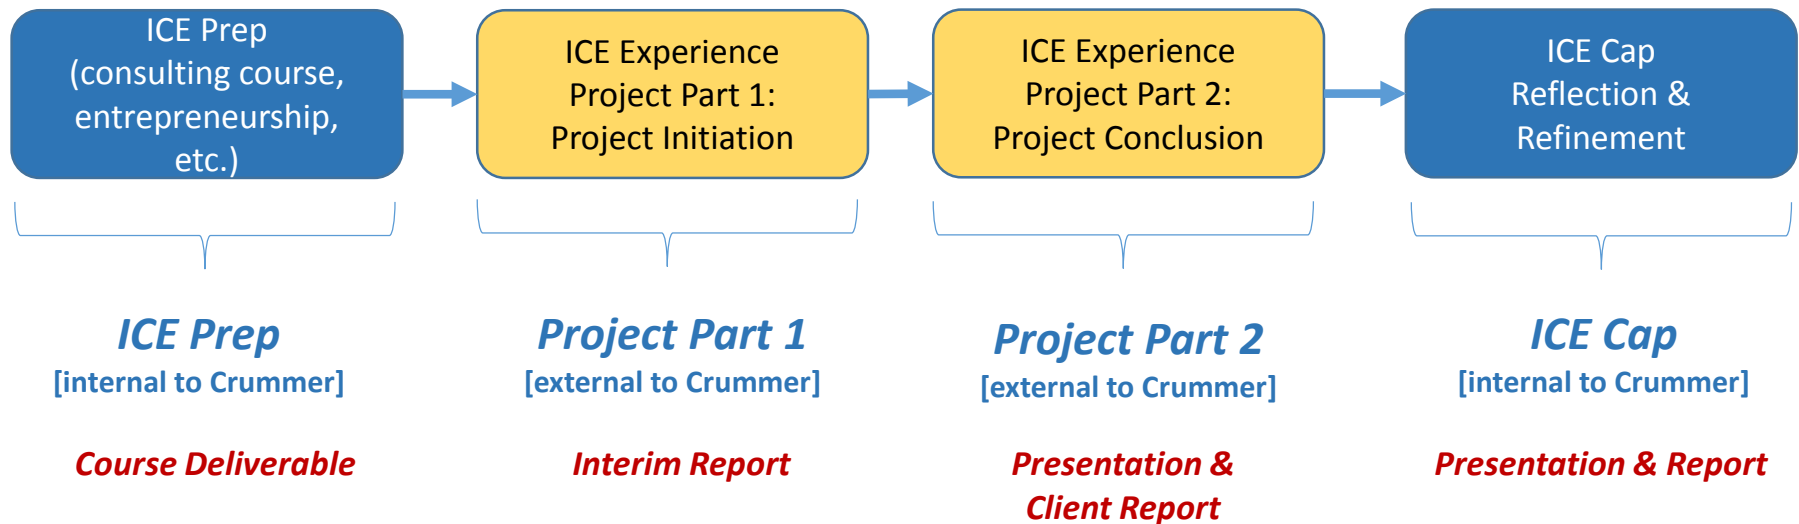 ICE Prep
(consulting course,
entrepreneurship,
etc.)
ICE Experience
Project Part 1:
Project Initiation
ICE Experience
Project Part 2:
Project Conclusion
ICE Cap
Reflection &
Refinement
ICE Prep
[internal to Crummer]
Course Deliverable
Project Part 1
[external to Crummer]
Interim Report
Project Part 2
[external to Crummer]
Presentation &
Client Report
ICE Cap
[internal to Crummer]
Presentation & Report